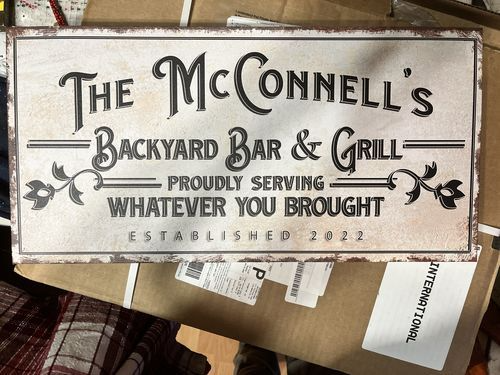 The McConnell's
Backyard Bar & Grill
Proudly Serving
Whatever You Brought
Established 2022
P
INTERNATIONAL